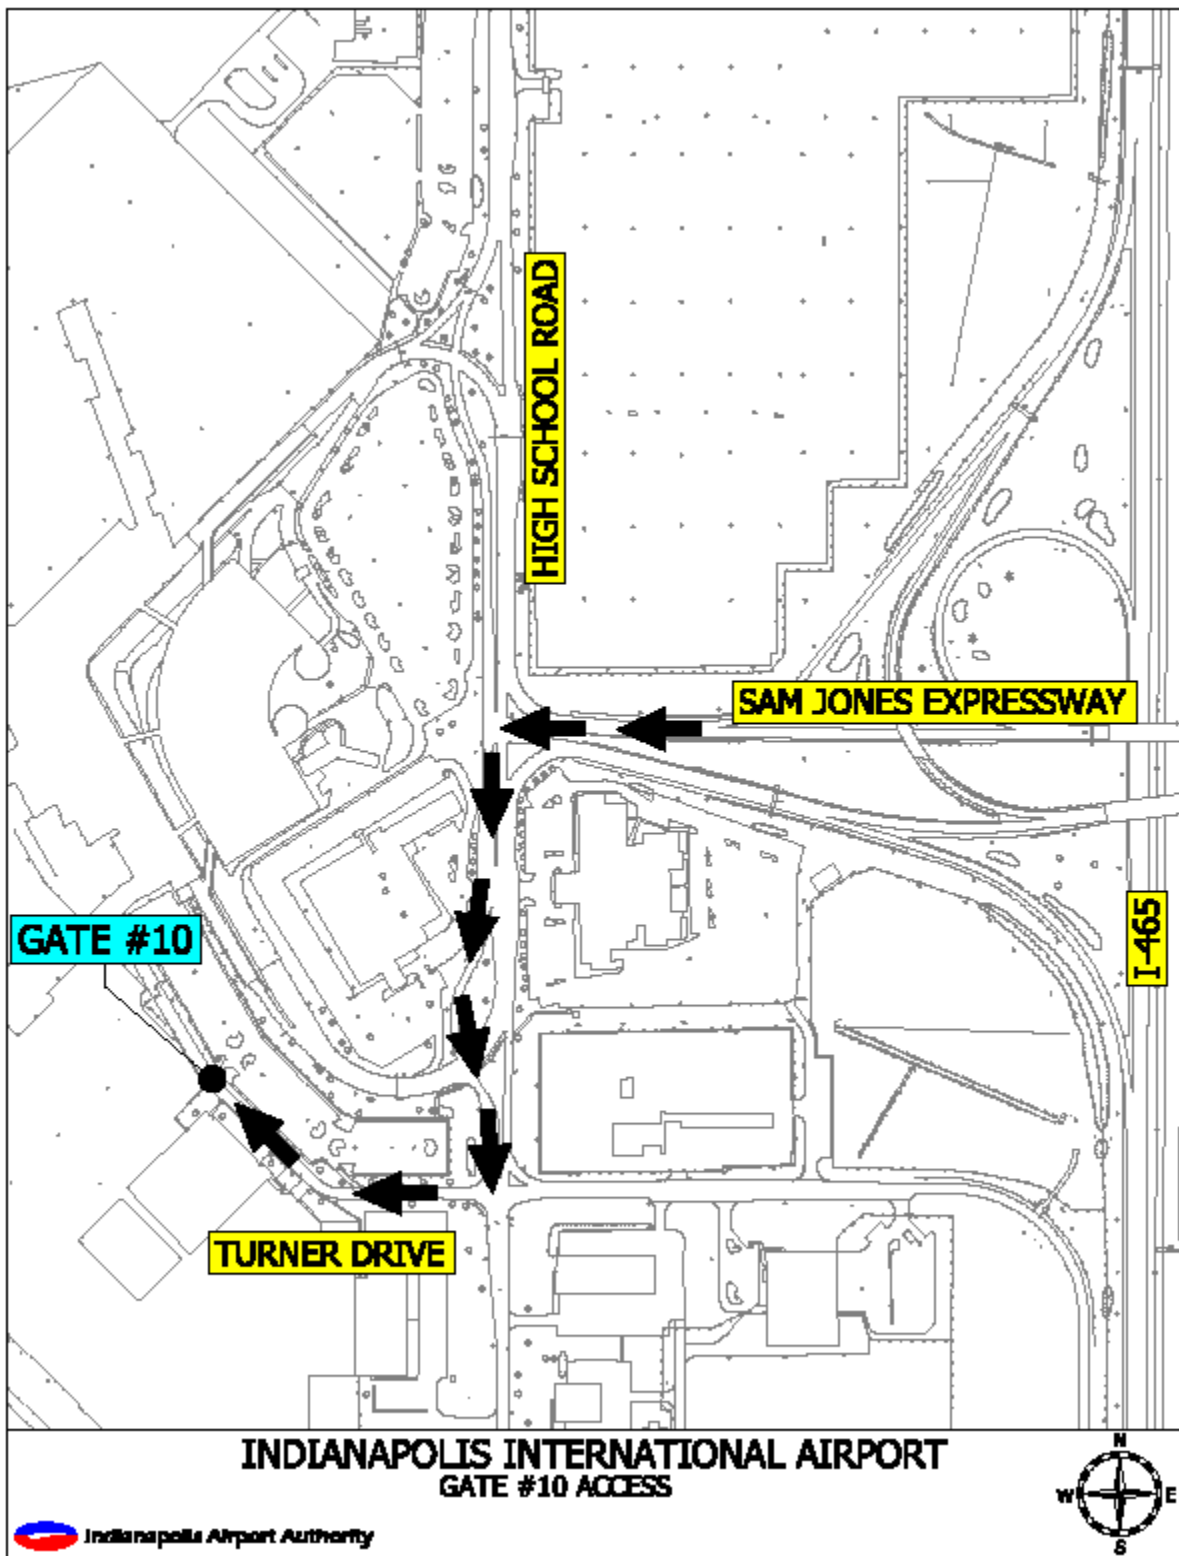 HIGH SCHOOL ROAD
SAM JONES EXPRESSWAY
I-465
GATE #10
TURNER DRIVE
INDIANAPOLIS INTERNATIONAL AIRPORT
GATE #10 ACCESS
Indianapolis Airport Authority
N
W E
S